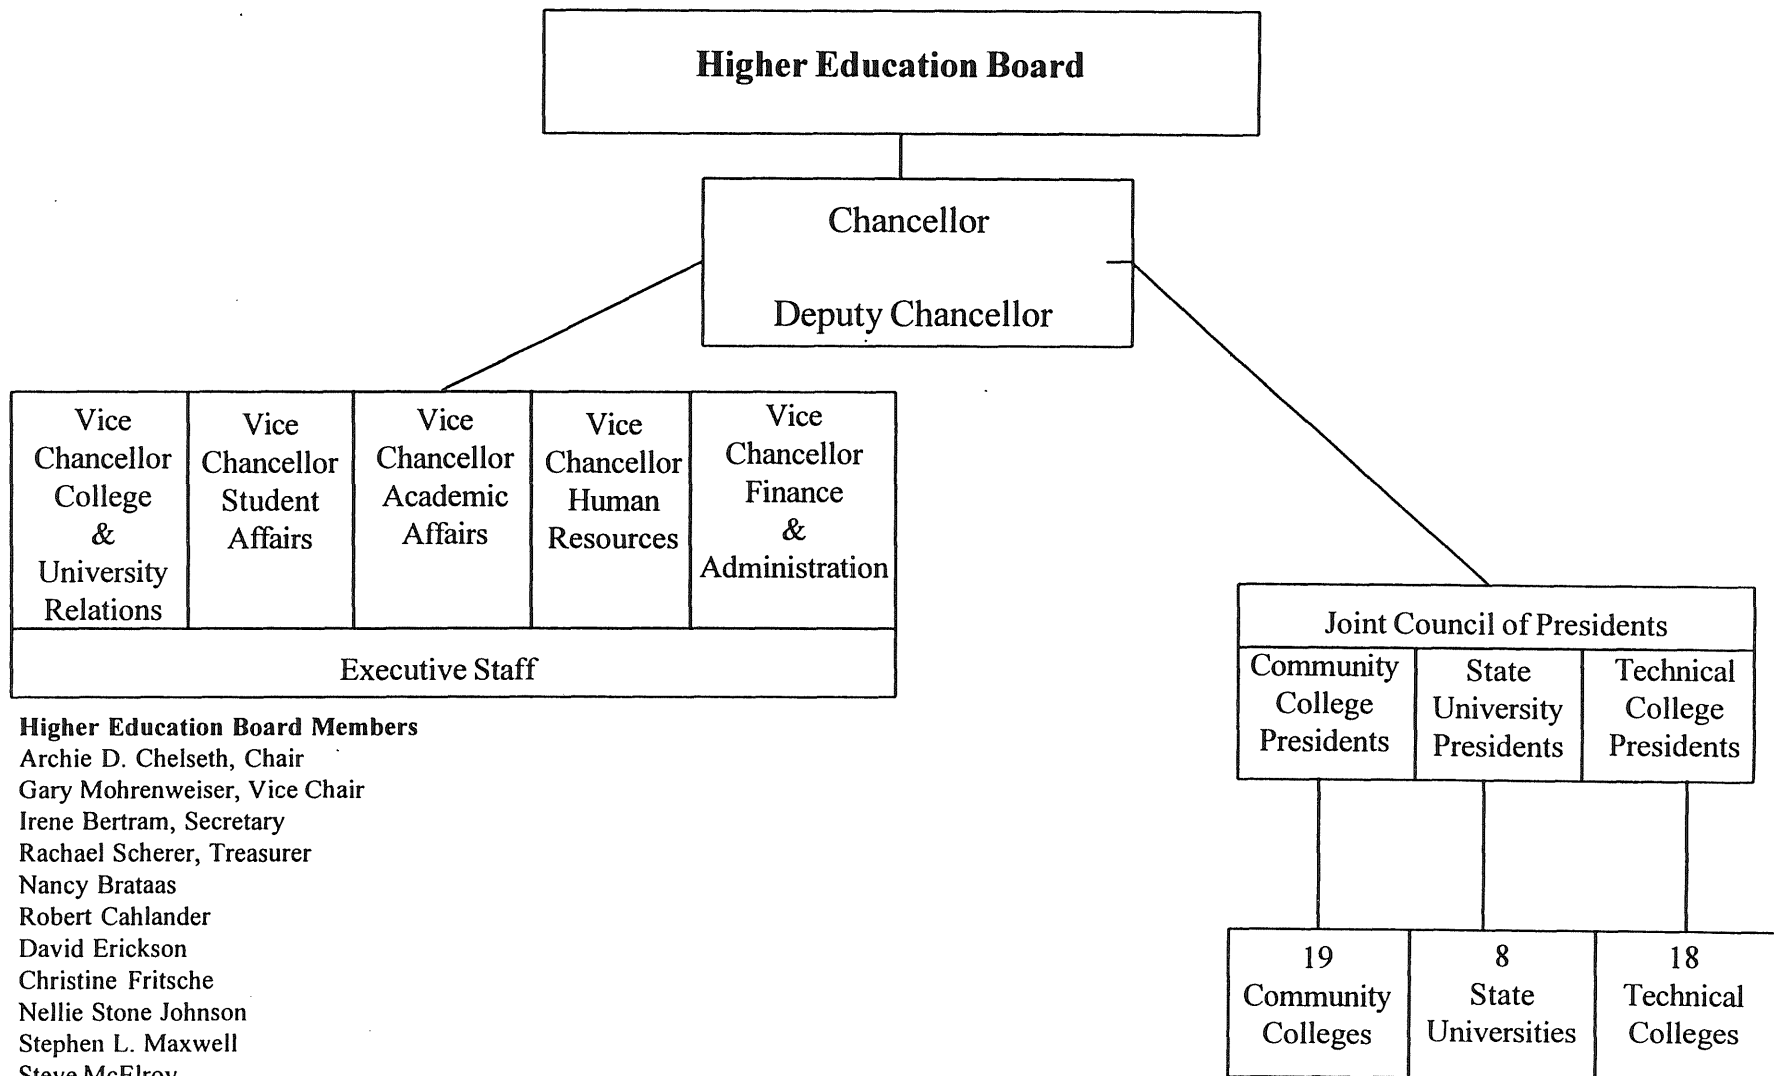 Higher Education Board
Chancellor
Deputy Chancellor
Vice
Chancellor
College
&
University
Relations
Vice
Chancellor
Student
Affairs
Vice
Chancellor
Academic
Affairs
Vice
Chancellor
Human
Resources
Vice
Chancellor
Finance
&
Administration
Executive Staff
Joint Council of Presidents
Community
College
Presidents
State
University
Presidents
Technical
College
Presidents
19
Community
Colleges
8
State
Universities
18
Technical
Colleges
Higher Education Board Members
Archie D. Chelseth, Chair
Gary Mohrenweiser, Vice Chair
Irene Bertram, Secretary
Rachael Scherer, Treasurer
Nancy Brataas
Robert Cahlander
David Erickson
Christine Fritsche
Nellie Stone Johnson
Stephen L. Maxwell
Steve McElroy